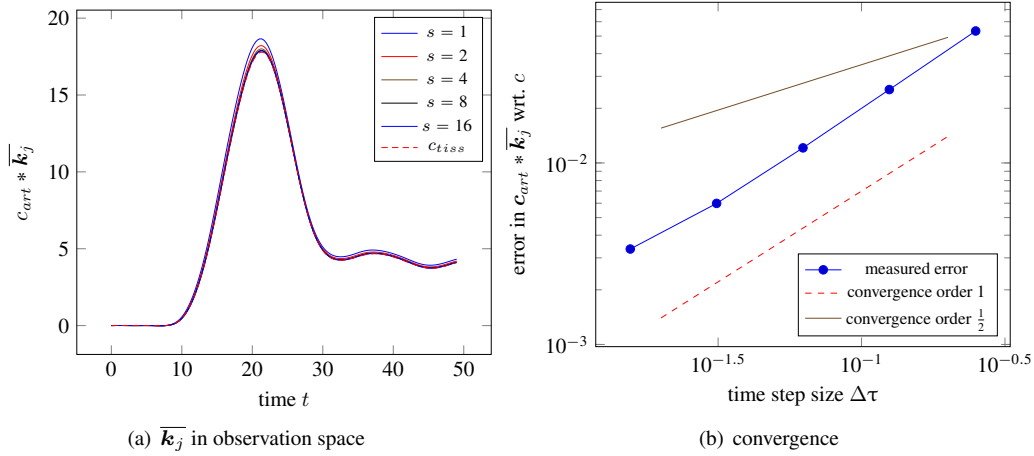 20
15
10
5
0
0
10
20
30
40
50
c_{art} * \overline{k_j}
time t
s = 1
s = 2
s = 4
s = 8
s = 16
c_{tiss}
(a) \overline{k_j} in observation space
10^{-2}
10^{-3}
10^{-1.5}
10^{-1}
10^{-0.5}
error in c_{art} * \overline{k_j} wrt. c
time step size Δτ
measured error
convergence order 1
convergence order \frac{1}{2}
(b) convergence